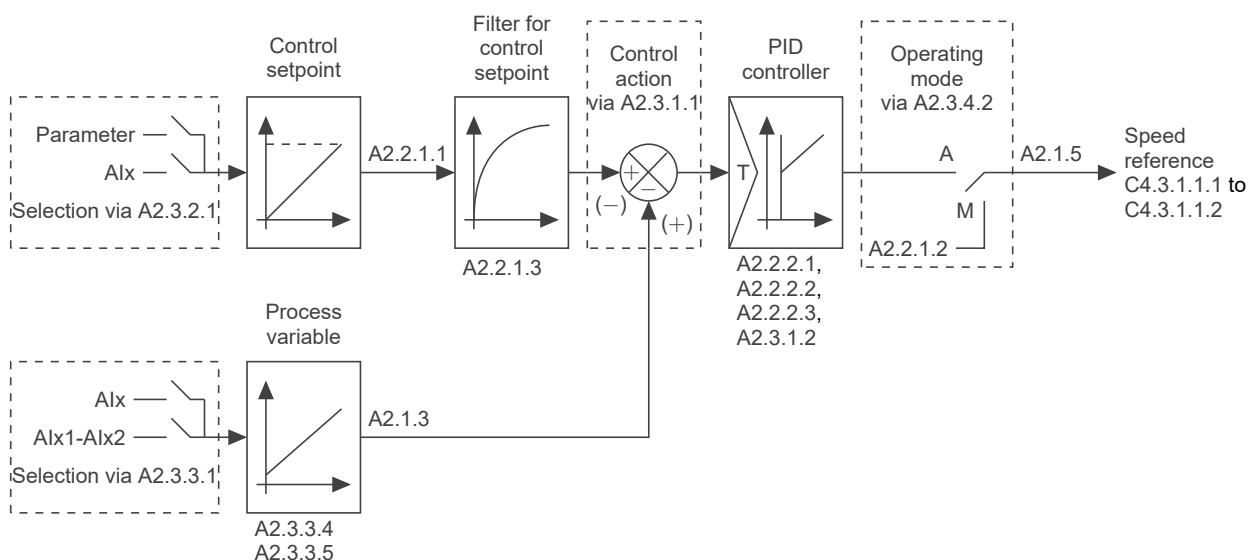 Control
setpoint
Filter for
control
setpoint
Control
action
via A2.3.1.1
PID
controller
Operating
mode
via A2.3.4.2
Parameter
AIx
Selection via A2.3.2.1
A2.2.1.1
A2.2.1.3
+
−
(−)
(+)
T
A2.2.2.1,
A2.2.2.2,
A2.2.2.3,
A2.3.1.2
A
M
A2.2.1.2
A2.1.5
Speed
reference
C4.3.1.1.1 to
C4.3.1.1.2
Process
variable
AIx
AIx1-AIx2
Selection via A2.3.3.1
A2.1.3
A2.3.3.4
A2.3.3.5